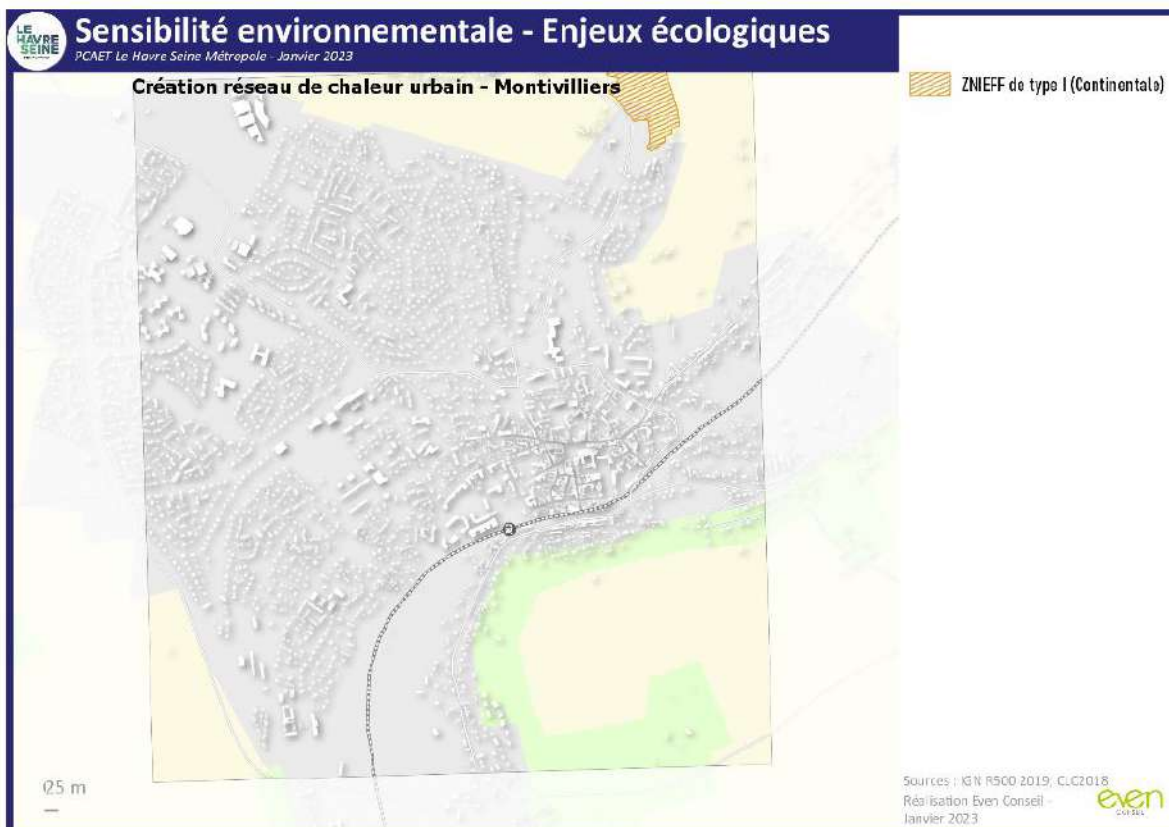 LE
HAVRE
SEINE
Sensibilité environnementale - Enjeux écologiques
PCAET Le Havre Seine Métropole - Janvier 2023
Création réseau de chaleur urbain - Montivilliers
ZNIEFF de type I (Continentale)
25 m
Sources : IGN R500 2019, CLC2018
Réalisation Even Conseil -
Janvier 2023
even
CONSEIL